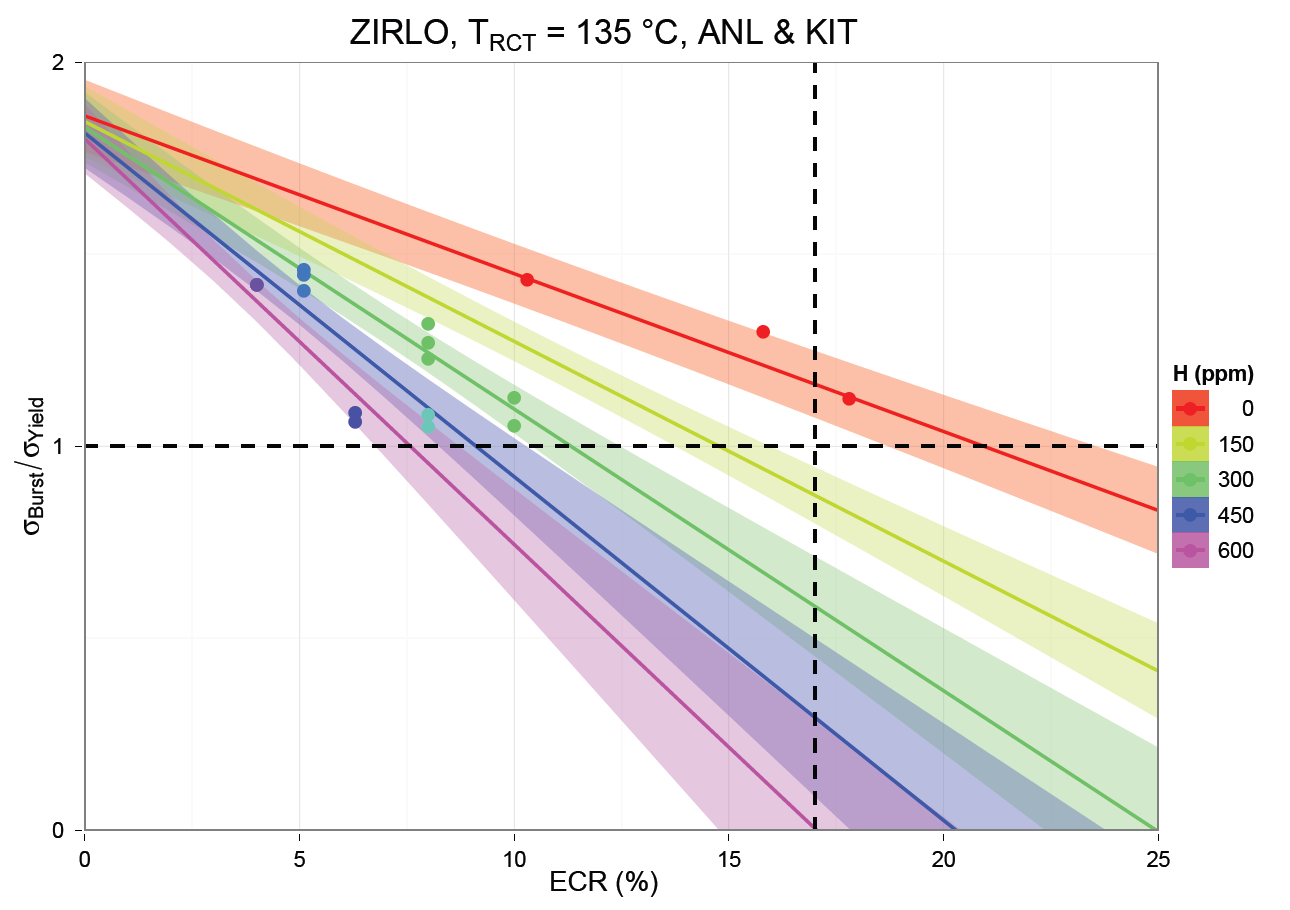 ZIRLO, T_RCT = 135 °C, ANL & KIT
2
1
0
σBurst/σYield
0 5 10 15 20 25
ECR (%)
H (ppm)
0
150
300
450
600